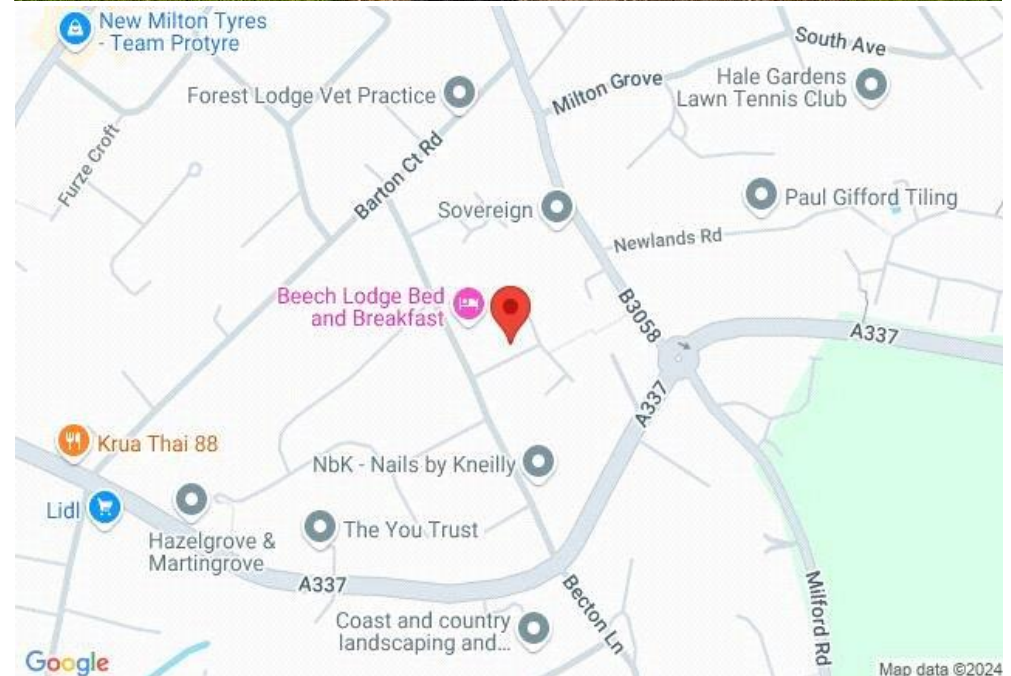 New Milton Tyres
- Team Protyre
South Ave
Forest Lodge Vet Practice
Milton Grove
Hale Gardens
Lawn Tennis Club
Furze Croft
Barton Ct Rd
Sovereign
Paul Gifford Tiling
Newlands Rd
Beech Lodge Bed
and Breakfast
B3058
A337
A337
Krua Thai 88
NbK - Nails by Kneilly
Lidl
Hazelgrove &
Martingrove
The You Trust
A337
Becton Ln
Milford Rd
Coast and country
landscaping and...
Google
Map data ©2024